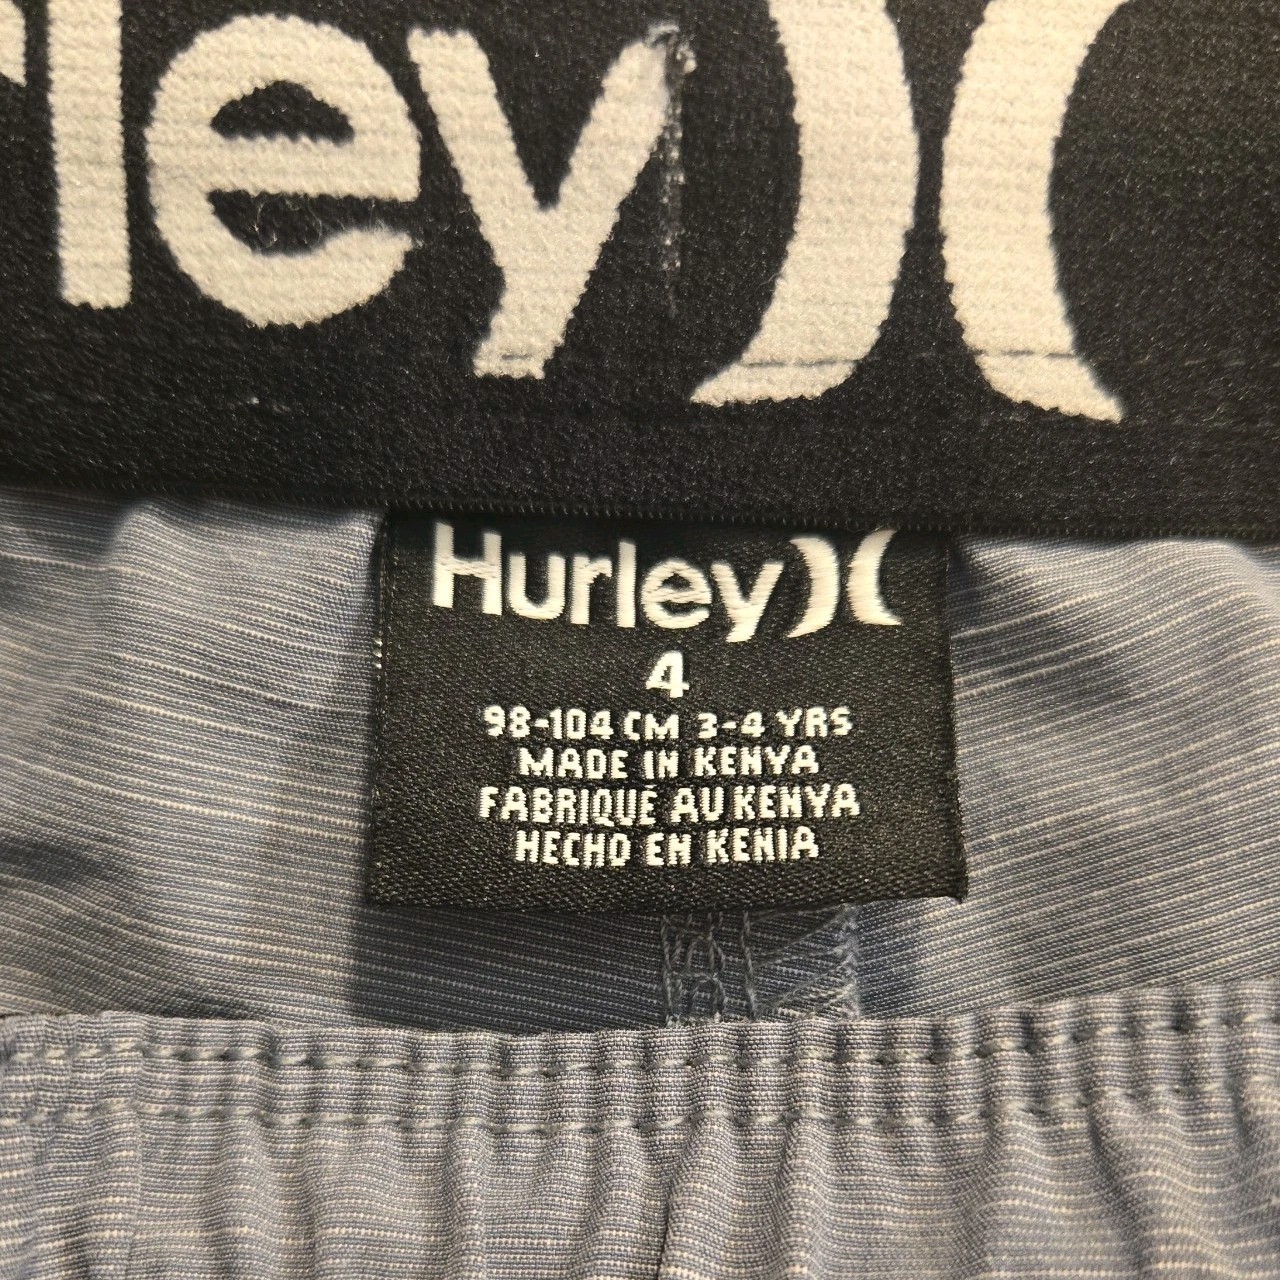 rley
Hurley
4
98-104 CM 3-4 YRS
MADE IN KENYA
FABRIQUÉ AU KENYA
HECHO EN KENIA